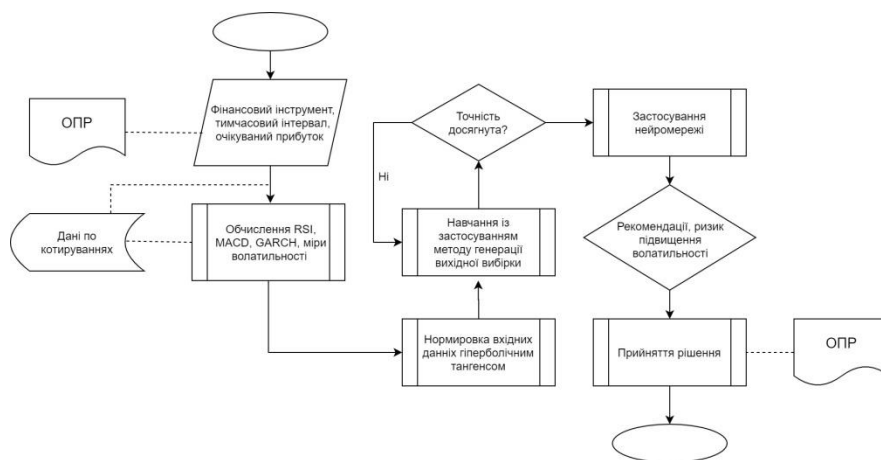 ОПР
Фінансовий інструмент,
тимчасовий інтервал,
очікуваний прибуток
Дані по
котируваннях
Обчислення RSI,
MACD, GARCH, міри
волатильності
Точність
досягнута?
Ні
Навчання із
застосуванням
методу генерації
вихідної вибірки
Нормировка вхідних
данніх гіперболічним
тангенсом
Застосування
нейромережі
Рекомендації, ризик
підвищення
волатильності
Прийняття рішення
ОПР